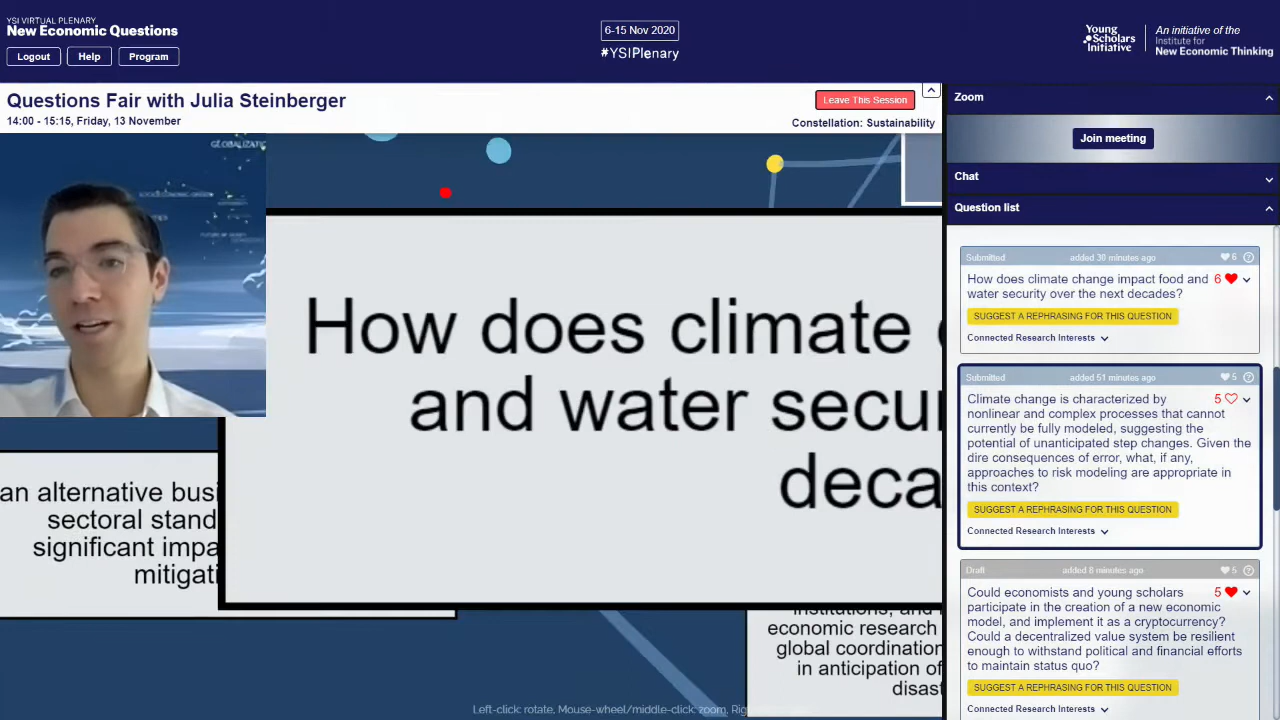 YSI VIRTUAL PLENARY
New Economic Questions
Logout
Help
Program
6-15 Nov 2020
#YSIPlenary
Young
Scholars
Initiative
An initiative of the
Institute for
New Economic Thinking
Questions Fair with Julia Steinberger
14:00 - 15:15, Friday, 13 November
Leave This Session
Constellation: Sustainability
How does climate
and water secu
deca
an alternative busi
sectoral stand
significant impa
mitigati
institutions, and
economic research
global coordination
in anticipation of
disast
Left-click: rotate, Mouse-wheel/middle-click: zoom, Rig
Zoom
Join meeting
Chat
Question list
Submitted
added 30 minutes ago
6
How does climate change impact food and
water security over the next decades?
6
SUGGEST A REPHRASING FOR THIS QUESTION
Connected Research Interests
Submitted
added 51 minutes ago
5
Climate change is characterized by
nonlinear and complex processes that cannot
currently be fully modeled, suggesting the
potential of unanticipated step changes. Given the
dire consequences of error, what, if any,
approaches to risk modeling are appropriate in
this context?
5
SUGGEST A REPHRASING FOR THIS QUESTION
Connected Research Interests
Draft
added 8 minutes ago
5
Could economists and young scholars
participate in the creation of a new economic
model, and implement it as a cryptocurrency?
Could a decentralized value system be resilient
enough to withstand political and financial efforts
to maintain status quo?
5
SUGGEST A REPHRASING FOR THIS QUESTION
Connected Research Interests